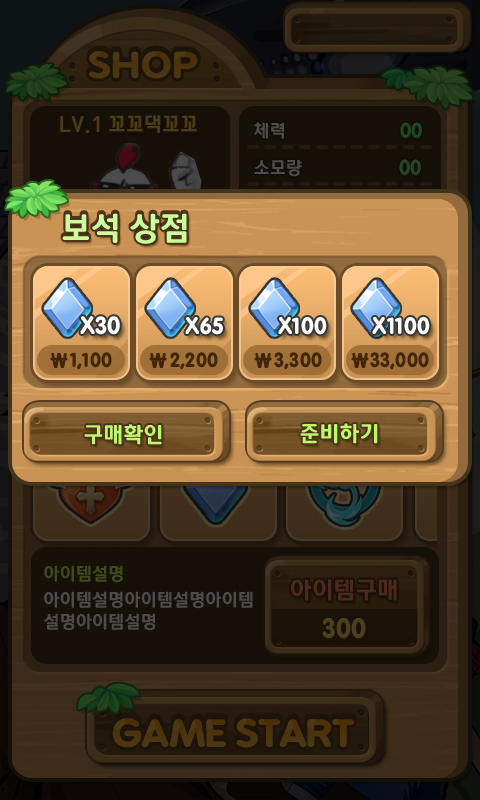 SHOP
LV.1 꼬꼬댁꼬꼬
체력 00
소모량 00
보석 상점
X30 X65 X100 X1100
₩1,100 ₩2,200 ₩3,300 ₩33,000
구매확인 준비하기
아이템설명
아이템설명아이템설명아이템
설명아이템설명
아이템구매
300
GAME START